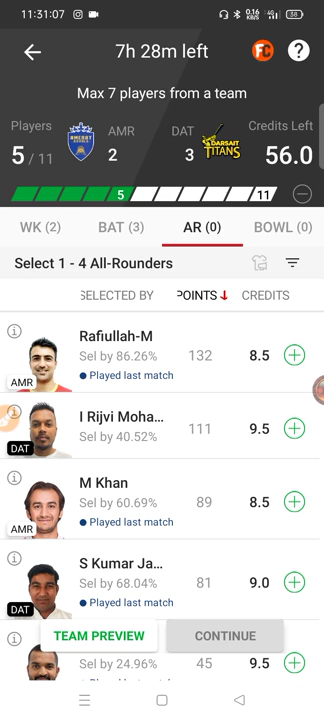 11:31:07
0.16 KB/S 4G 38
7h 28m left
FC
?
Max 7 players from a team
Players
AMR
DAT
Credits Left
5 / 11
2
3
DARSAIT TITANS
56.0
5
11
WK (2)
BAT (3)
AR (0)
BOWL (0)
Select 1 - 4 All-Rounders
SELECTED BY
POINTS
CREDITS
Rafiullah-M
Sel by 86.26%
132
8.5
Played last match
AMR
I Rijvi Moha...
Sel by 40.52%
111
9.5
DAT
M Khan
Sel by 60.69%
89
8.5
Played last match
AMR
S Kumar Ja...
Sel by 68.04%
81
9.0
Played last match
DAT
TEAM PREVIEW
CONTINUE
Sel by 24.96%
45
9.5